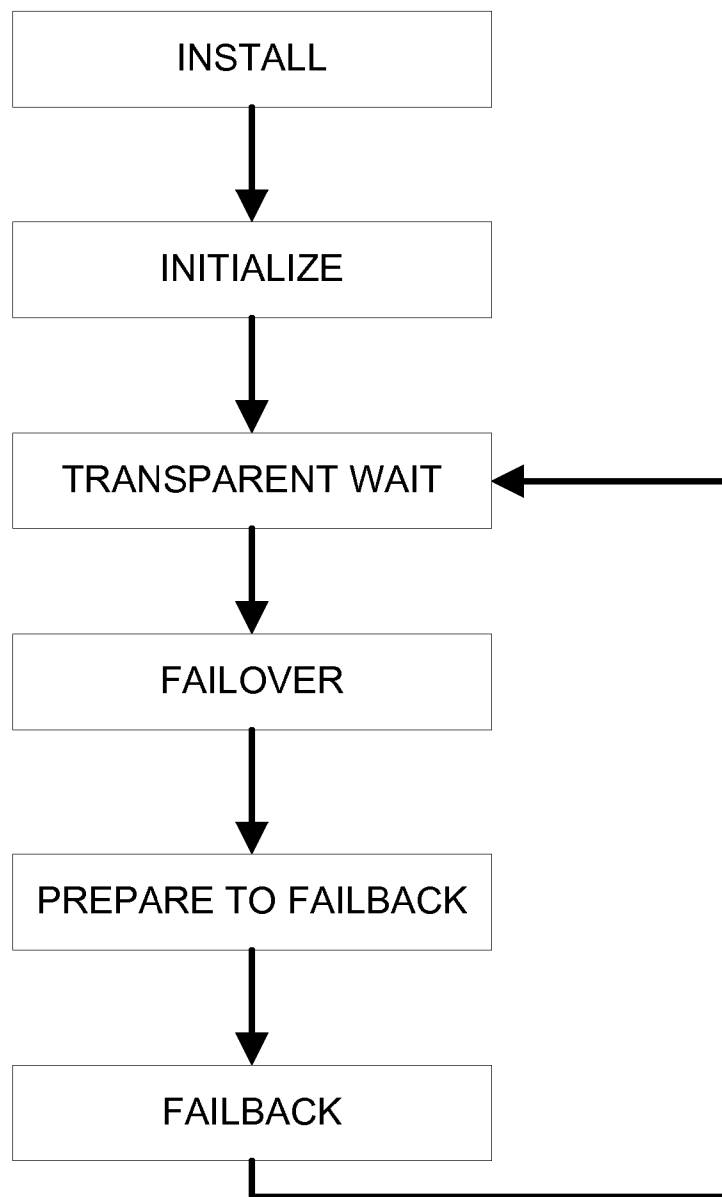 INSTALL
INITIALIZE
TRANSPARENT WAIT
FAILOVER
PREPARE TO FAILBACK
FAILBACK